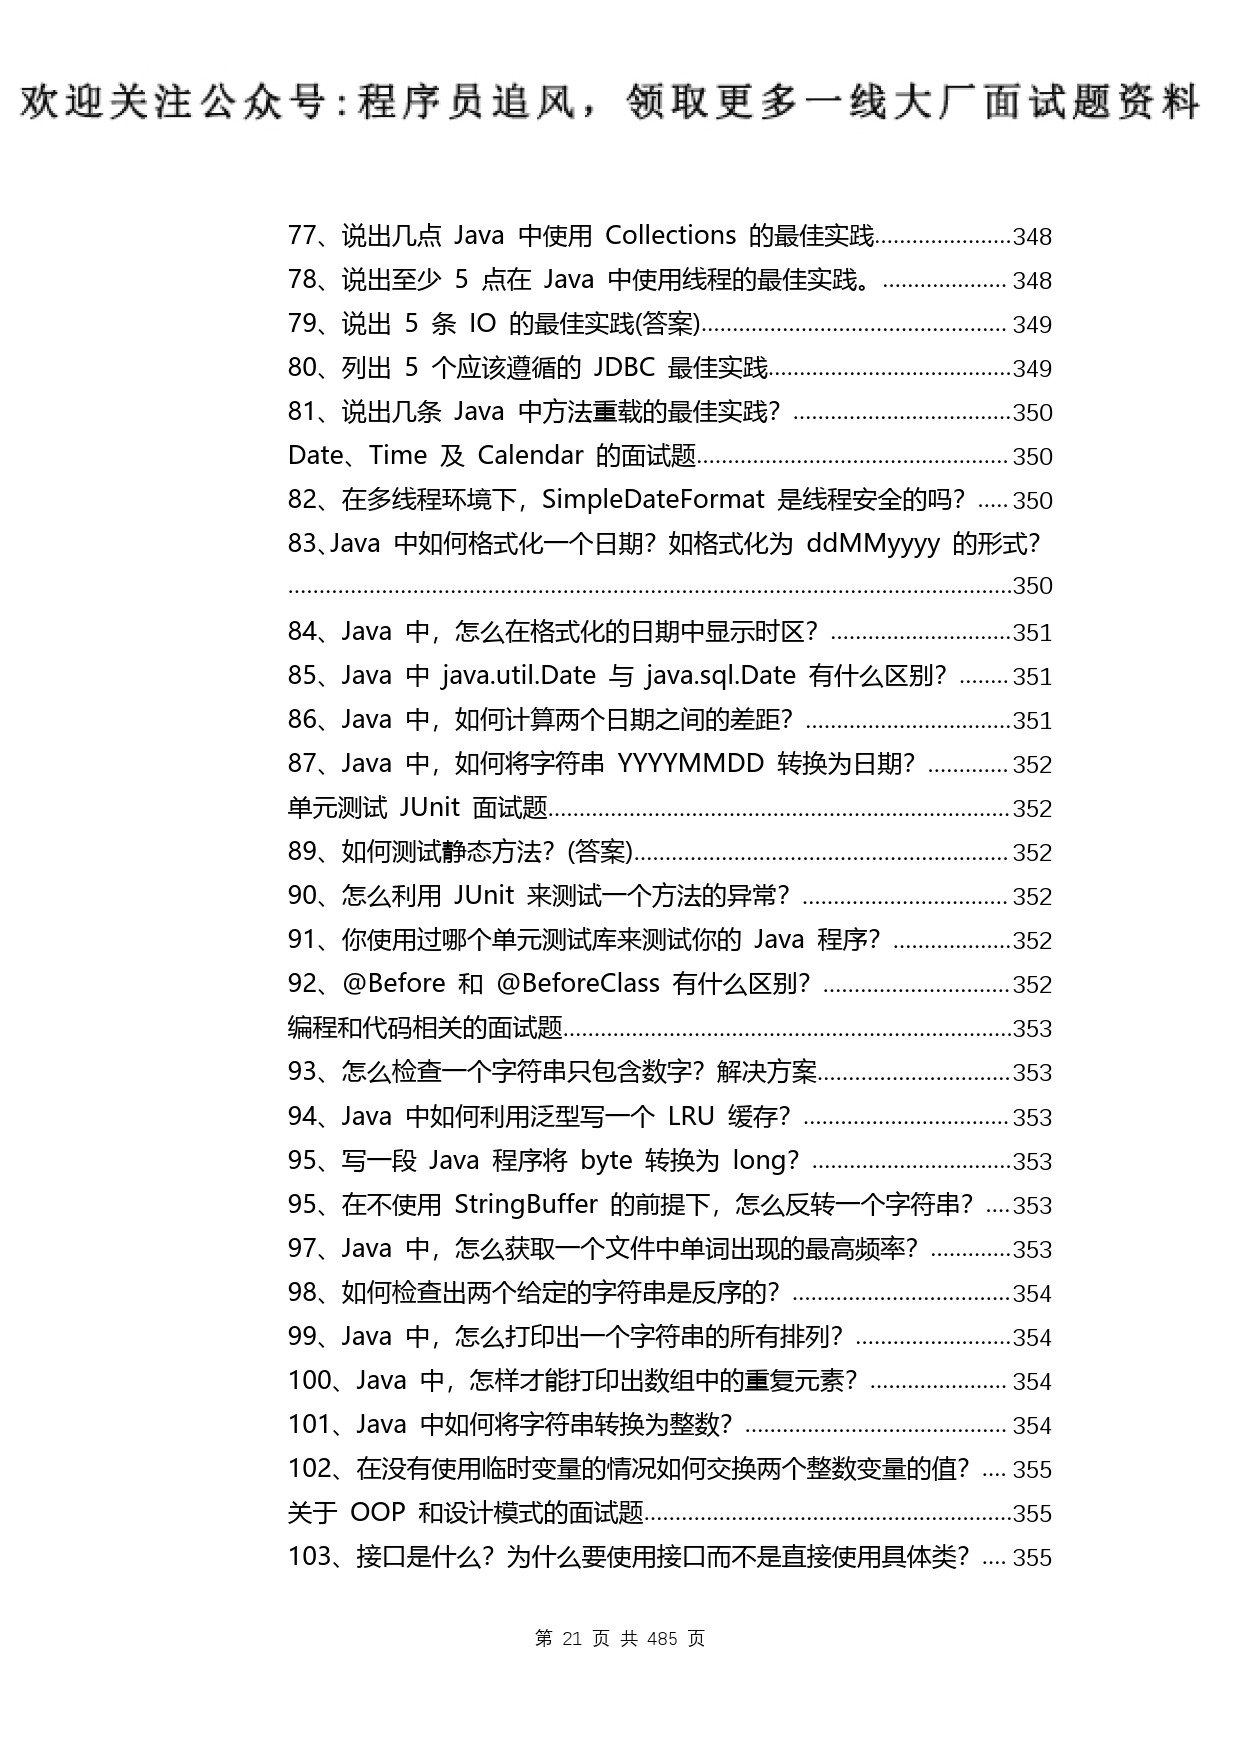 欢迎关注公众号:程序员追风，领取更多一线大厂面试题资料
77、说出几点 Java 中使用 Collections 的最佳实践......................348
78、说出至少 5 点在 Java 中使用线程的最佳实践。....................348
79、说出 5 条 IO 的最佳实践(答案).................................................349
80、列出 5 个应该遵循的 JDBC 最佳实践.......................................349
81、说出几条 Java 中方法重载的最佳实践？...................................350
Date、Time 及 Calendar 的面试题..................................................350
82、在多线程环境下，SimpleDateFormat 是线程安全的吗？.....350
83、Java 中如何格式化一个日期？如格式化为 ddMMyyyy 的形式？
....................................................................................................................350
84、Java 中，怎么在格式化的日期中显示时区？.............................351
85、Java 中 java.util.Date 与 java.sql.Date 有什么区别？........351
86、Java 中，如何计算两个日期之间的差距？.................................351
87、Java 中，如何将字符串 YYYYMMDD 转换为日期？.............352
单元测试 JUnit 面试题..........................................................................352
89、如何测试静态方法？(答案)............................................................352
90、怎么利用 JUnit 来测试一个方法的异常？.................................352
91、你使用过哪个单元测试库来测试你的 Java 程序？...................352
92、@Before 和 @BeforeClass 有什么区别？..............................352
编程和代码相关的面试题........................................................................353
93、怎么检查一个字符串只包含数字？解决方案...............................353
94、Java 中如何利用泛型写一个 LRU 缓存？.................................353
95、写一段 Java 程序将 byte 转换为 long？................................353
95、在不使用 StringBuffer 的前提下，怎么反转一个字符串？....353
97、Java 中，怎么获取一个文件中单词出现的最高频率？.............353
98、如何检查出两个给定的字符串是反序的？...................................354
99、Java 中，怎么打印出一个字符串的所有排列？.........................354
100、Java 中，怎样才能打印出数组中的重复元素？......................354
101、Java 中如何将字符串转换为整数？..........................................354
102、在没有使用临时变量的情况如何交换两个整数变量的值？....355
关于 OOP 和设计模式的面试题...........................................................355
103、接口是什么？为什么要使用接口而不是直接使用具体类？....355
第 21 页 共 485 页